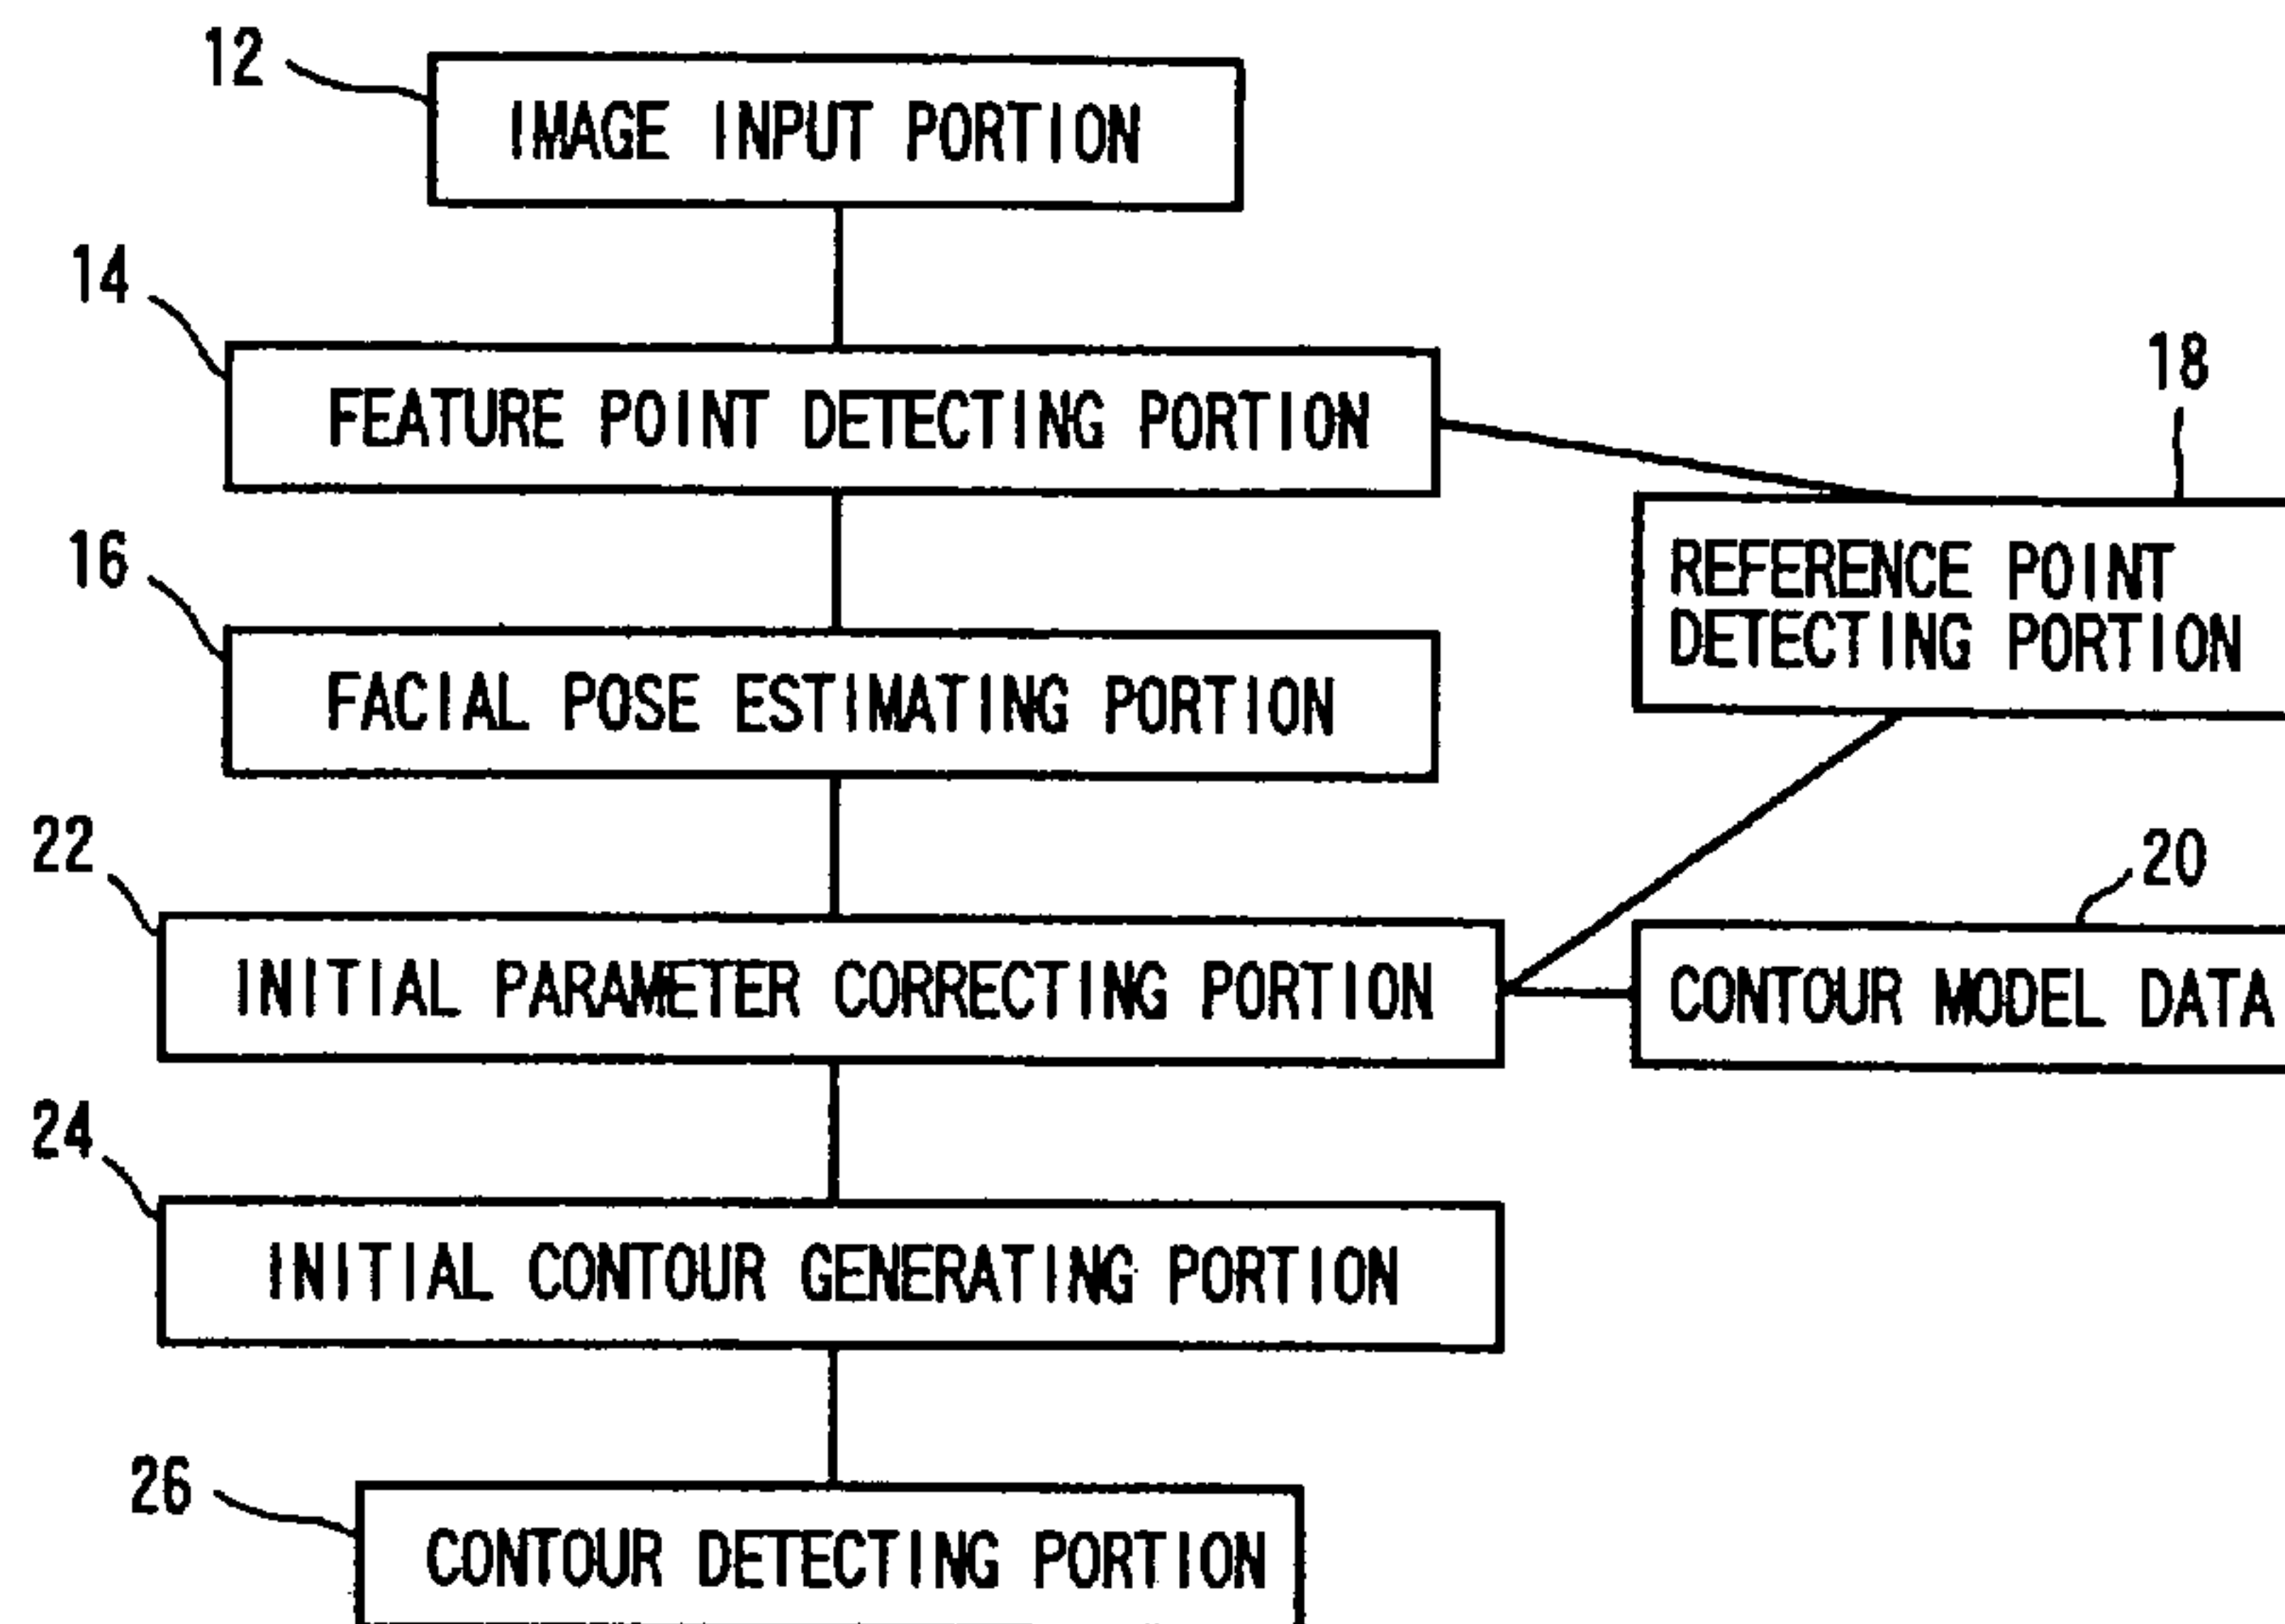 12
IMAGE INPUT PORTION
14
FEATURE POINT DETECTING PORTION
18
16
REFERENCE POINT
DETECTING PORTION
FACIAL POSE ESTIMATING PORTION
22
20
INITIAL PARAMETER CORRECTING PORTION
CONTOUR MODEL DATA
24
INITIAL CONTOUR GENERATING PORTION
26
CONTOUR DETECTING PORTION